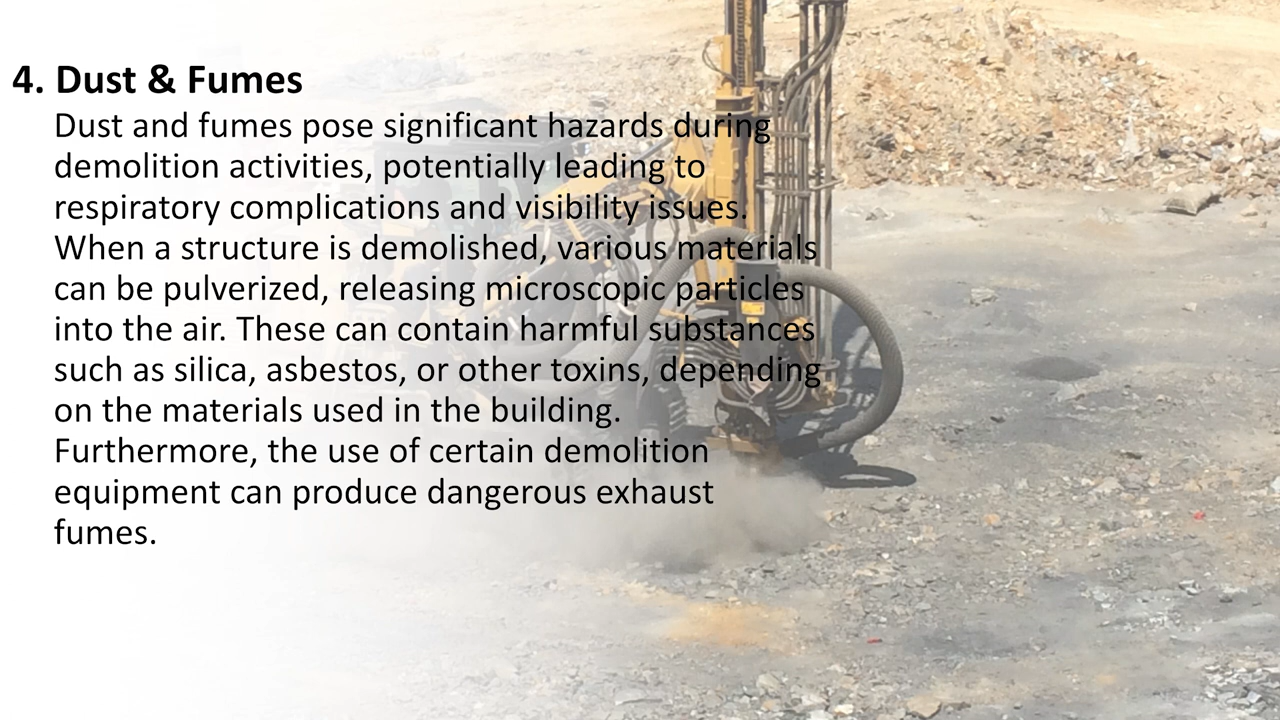 4. Dust & Fumes
Dust and fumes pose significant hazards during
demolition activities, potentially leading to
respiratory complications and visibility issues.
When a structure is demolished, various materials
can be pulverized, releasing microscopic particles
into the air. These can contain harmful substances
such as silica, asbestos, or other toxins, depending
on the materials used in the building.
Furthermore, the use of certain demolition
equipment can produce dangerous exhaust
fumes.